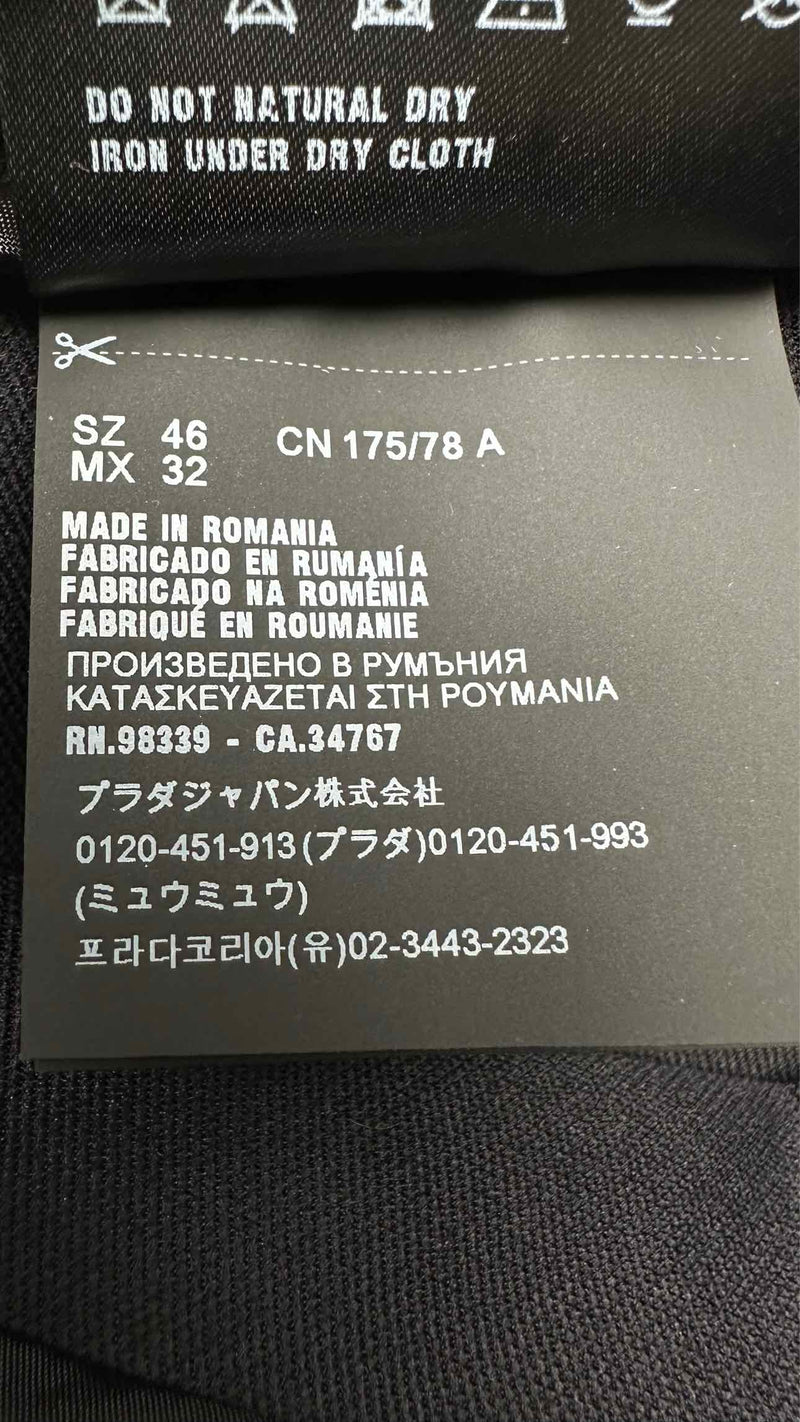 DO NOT NATURAL DRY
IRON UNDER DRY CLOTH
SZ 46 CN 175/78 A
MX 32
MADE IN ROMANIA
FABRICADO EN RUMANÍA
FABRICADO NA ROMÉNIA
FABRIQUÉ EN ROUMANIE
ПРОИЗВЕДЕНО В РУМЪНИЯ
ΚΑΤΑΣΚΕΥΑΖΕΤΑΙ ΣΤΗ ΡΟΥΜΑΝΙΑ
RN.98339 - CA.34767
プラダジャパン株式会社
0120-451-913(プラダ)0120-451-993
(ミュウミュウ)
프라다코리아(유)02-3443-2323